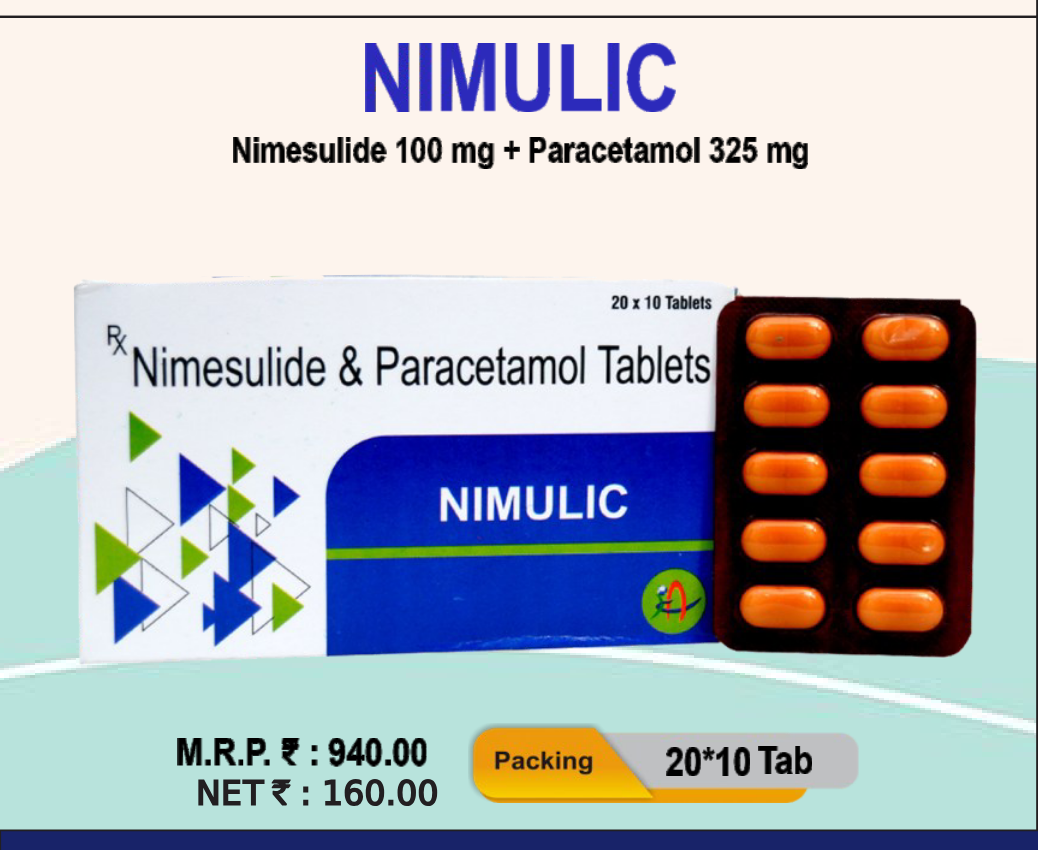 NIMULIC
Nimesulide 100 mg + Paracetamol 325 mg
20 x 10 Tablets
Rx Nimesulide & Paracetamol Tablets
NIMULIC
M.R.P. ₹ : 940.00
NET ₹ : 160.00
Packing
20*10 Tab